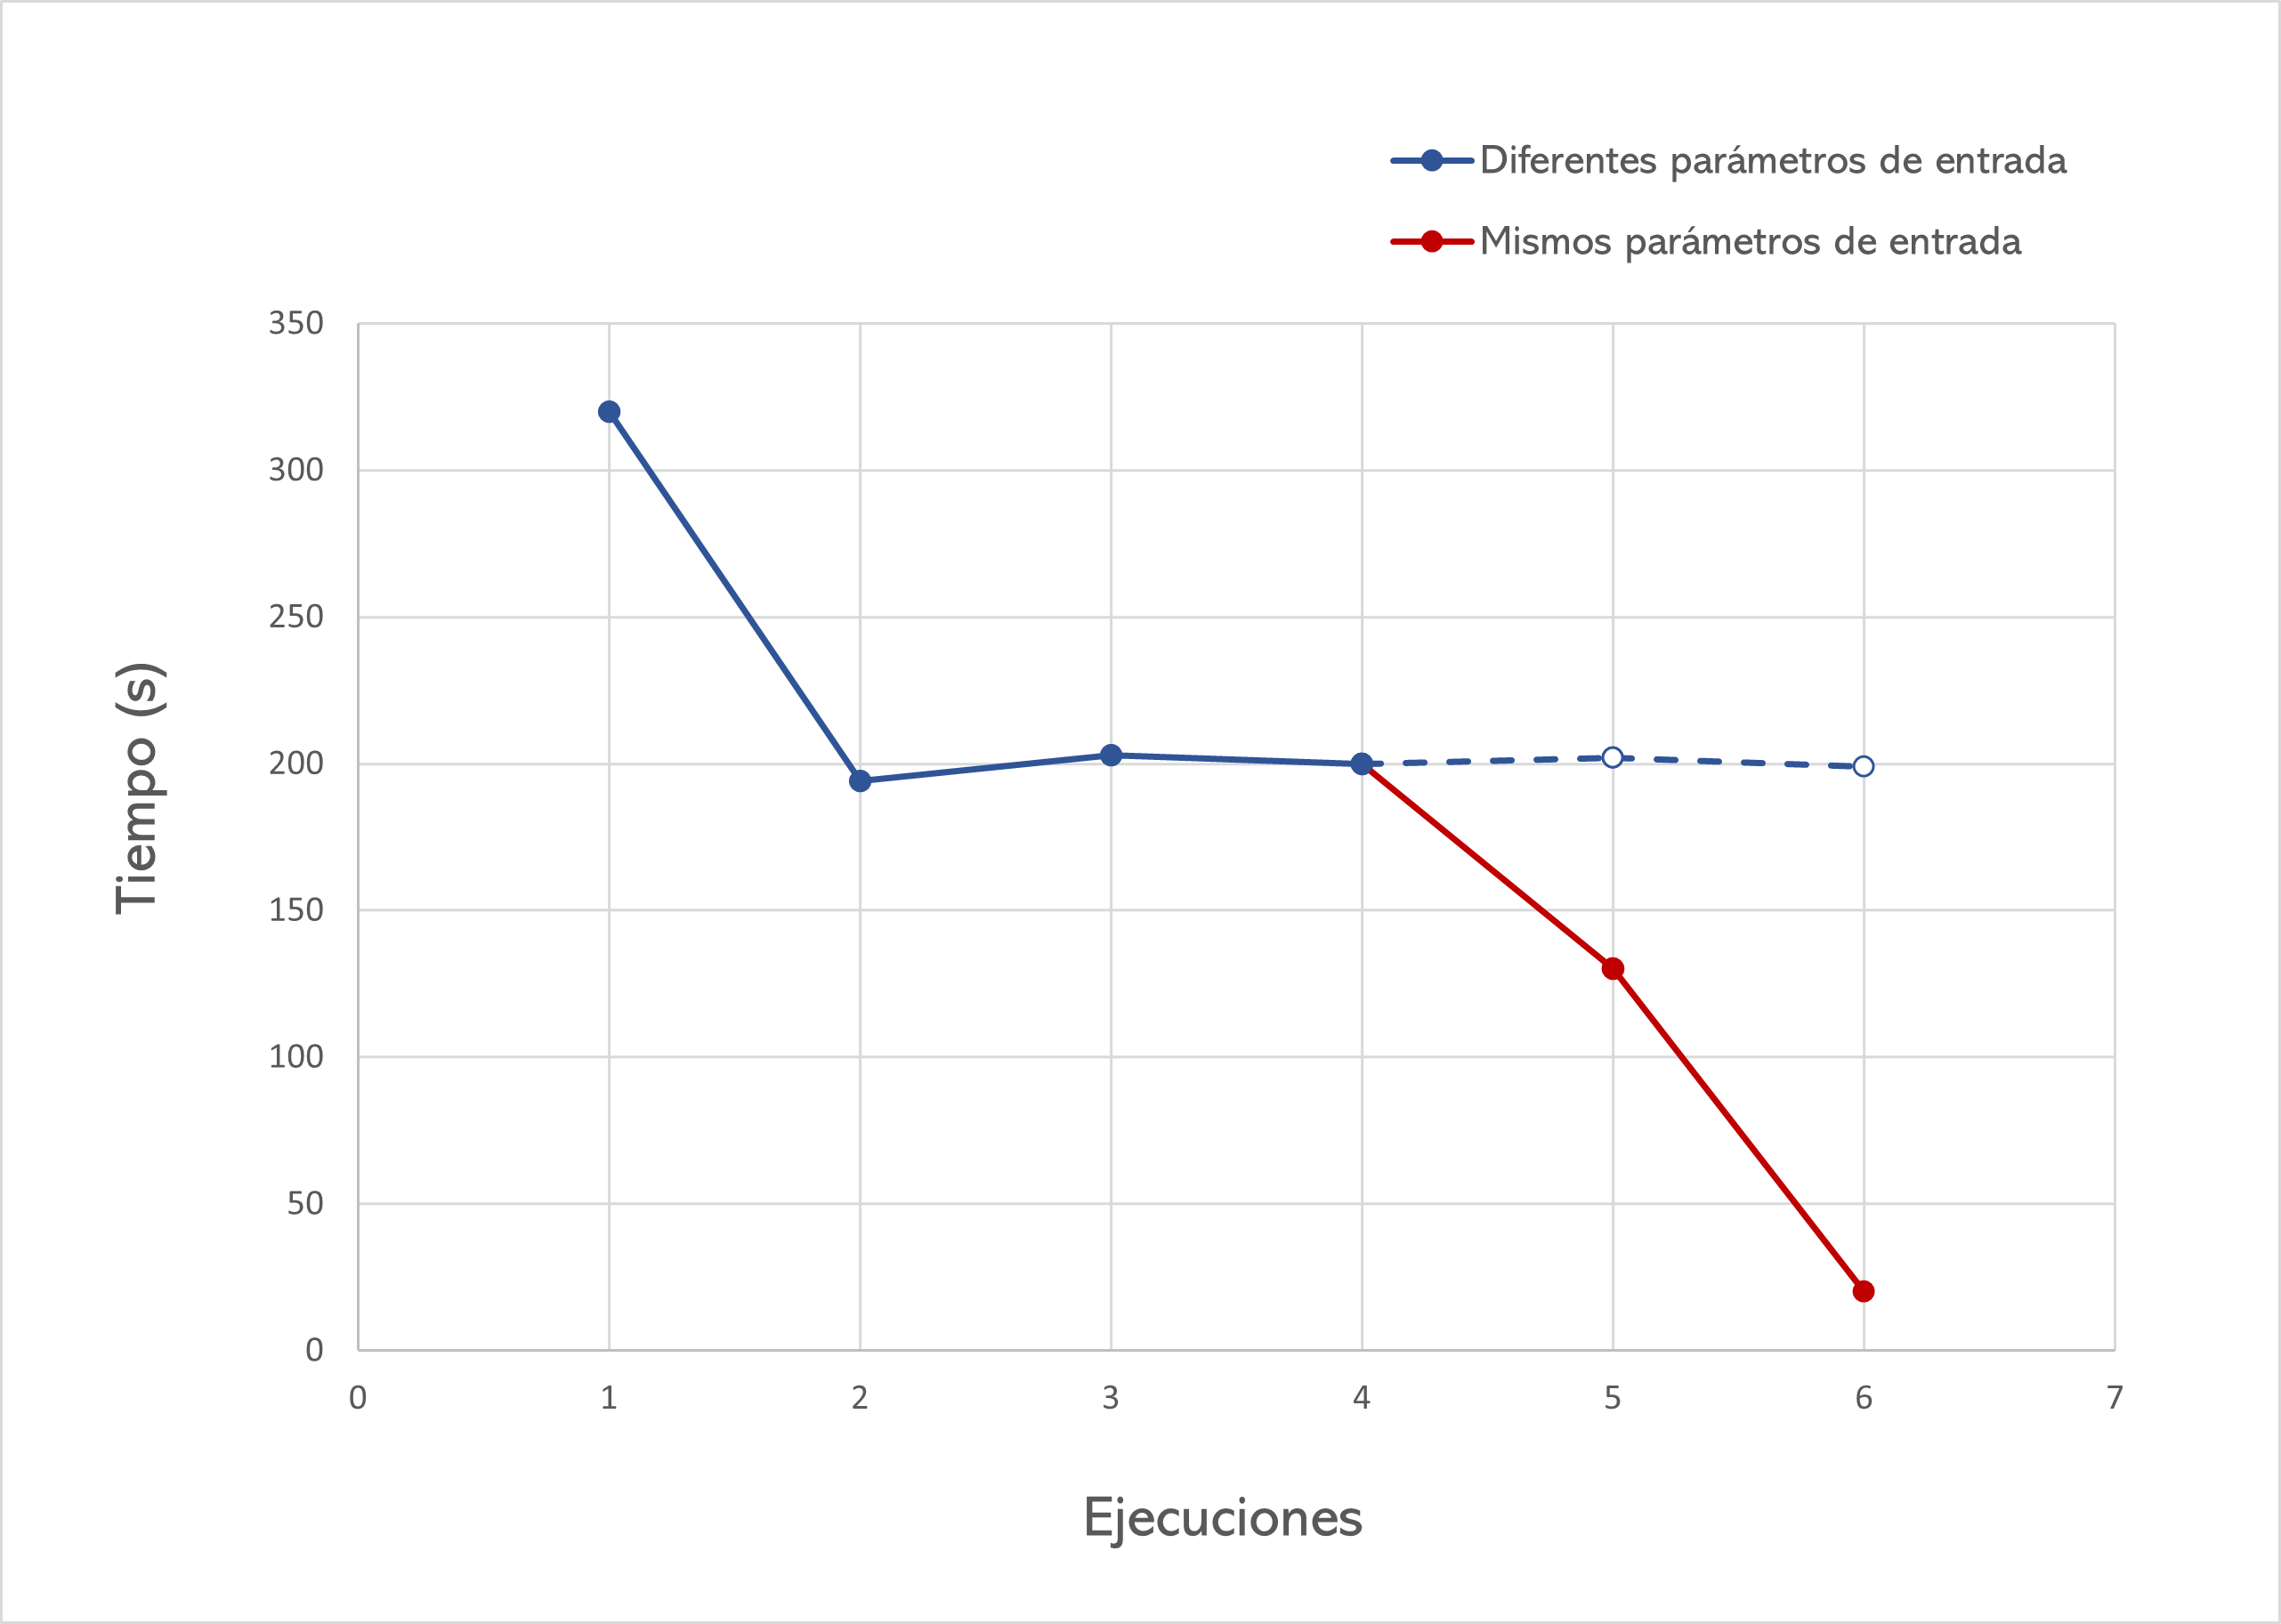 Diferentes parámetros de entrada
Mismos parámetros de entrada
350
300
250
200
150
100
50
0
Tiempo (s)
0 1 2 3 4 5 6 7
Ejecuciones